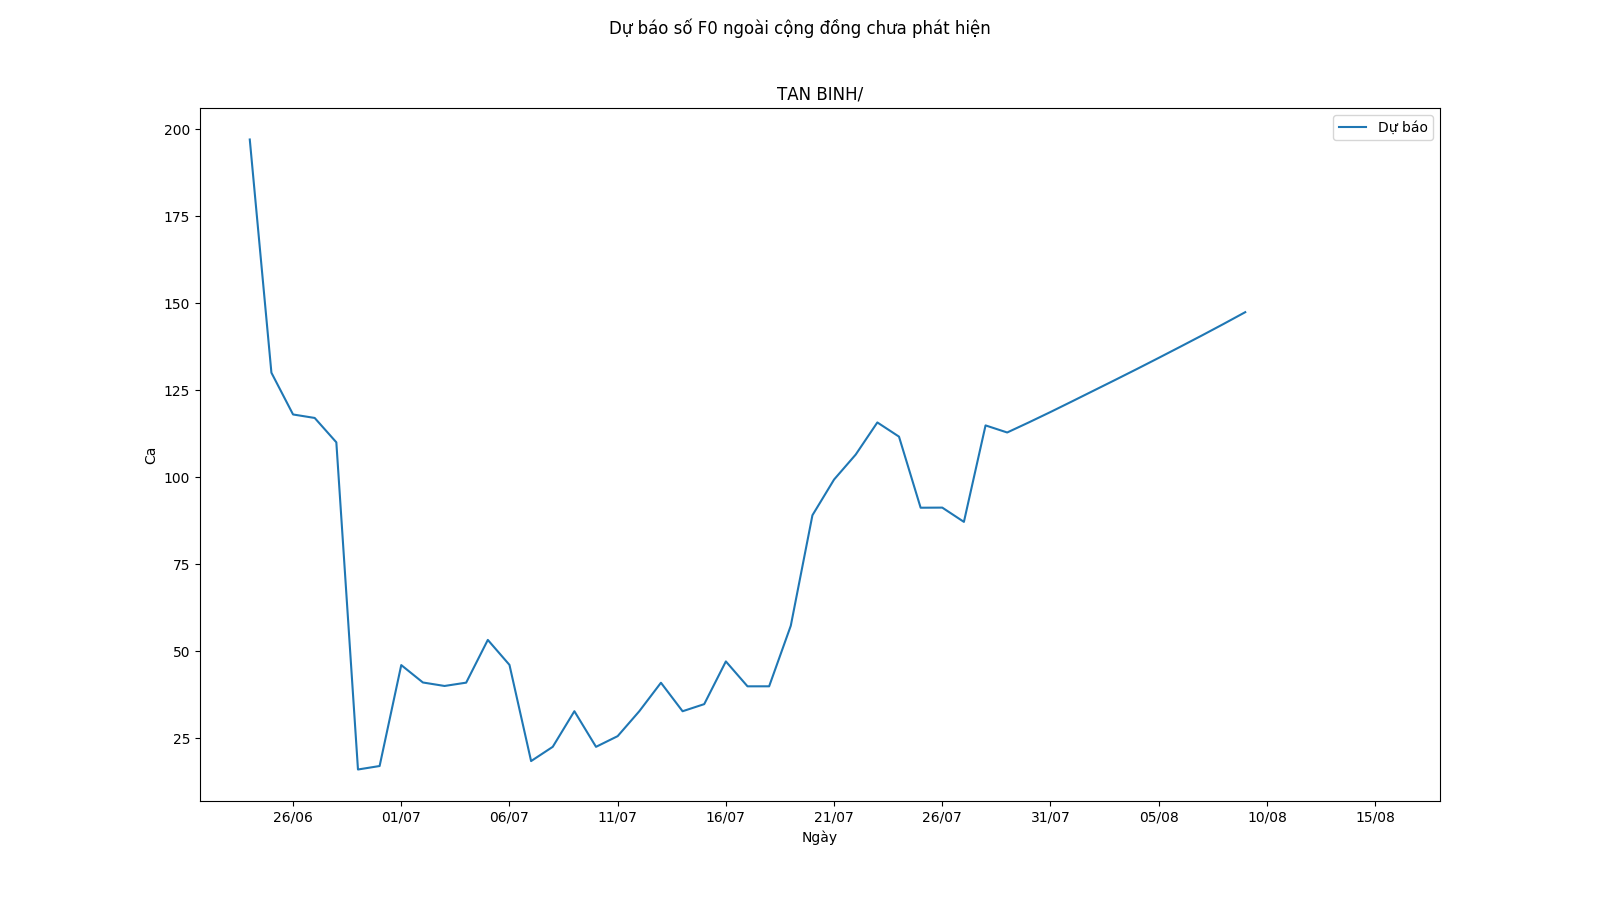 Dự báo số F0 ngoài cộng đồng chưa phát hiện
TAN BINH/
Dự báo
200
175
150
125
100
75
50
25
Ca
26/06 01/07 06/07 11/07 16/07 21/07 26/07 31/07 05/08 10/08 15/08
Ngày